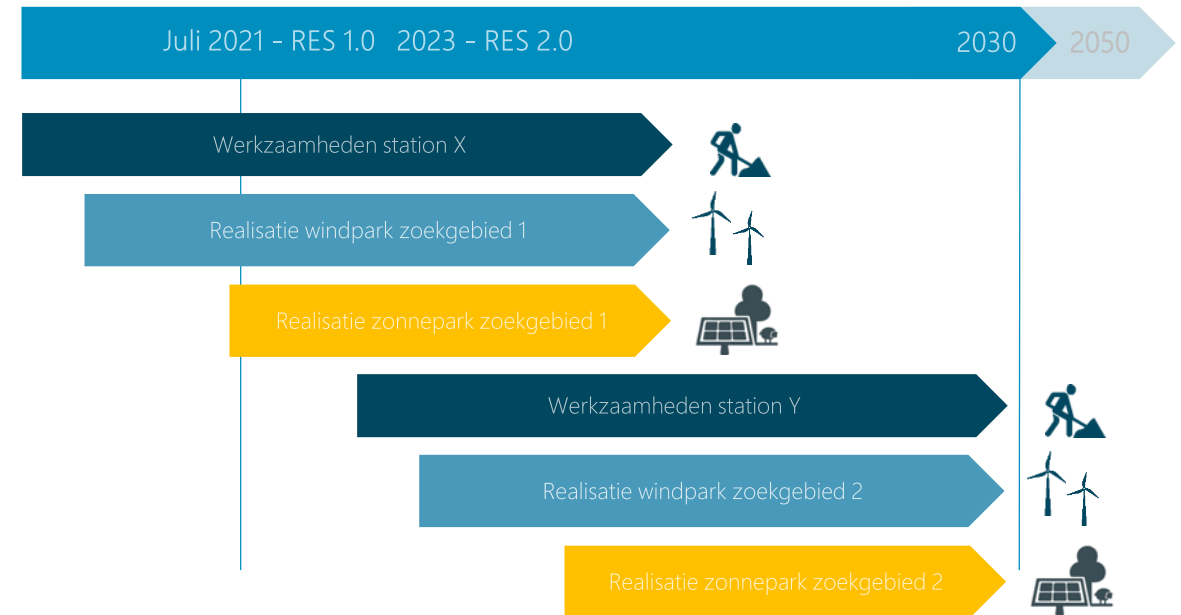 Juli 2021 - RES 1.0 2023 - RES 2.0 2030 2050
Werkzaamheden station X
Realisatie windpark zoekgebied 1
Realisatie zonnepark zoekgebied 1
Werkzaamheden station Y
Realisatie windpark zoekgebied 2
Realisatie zonnepark zoekgebied 2